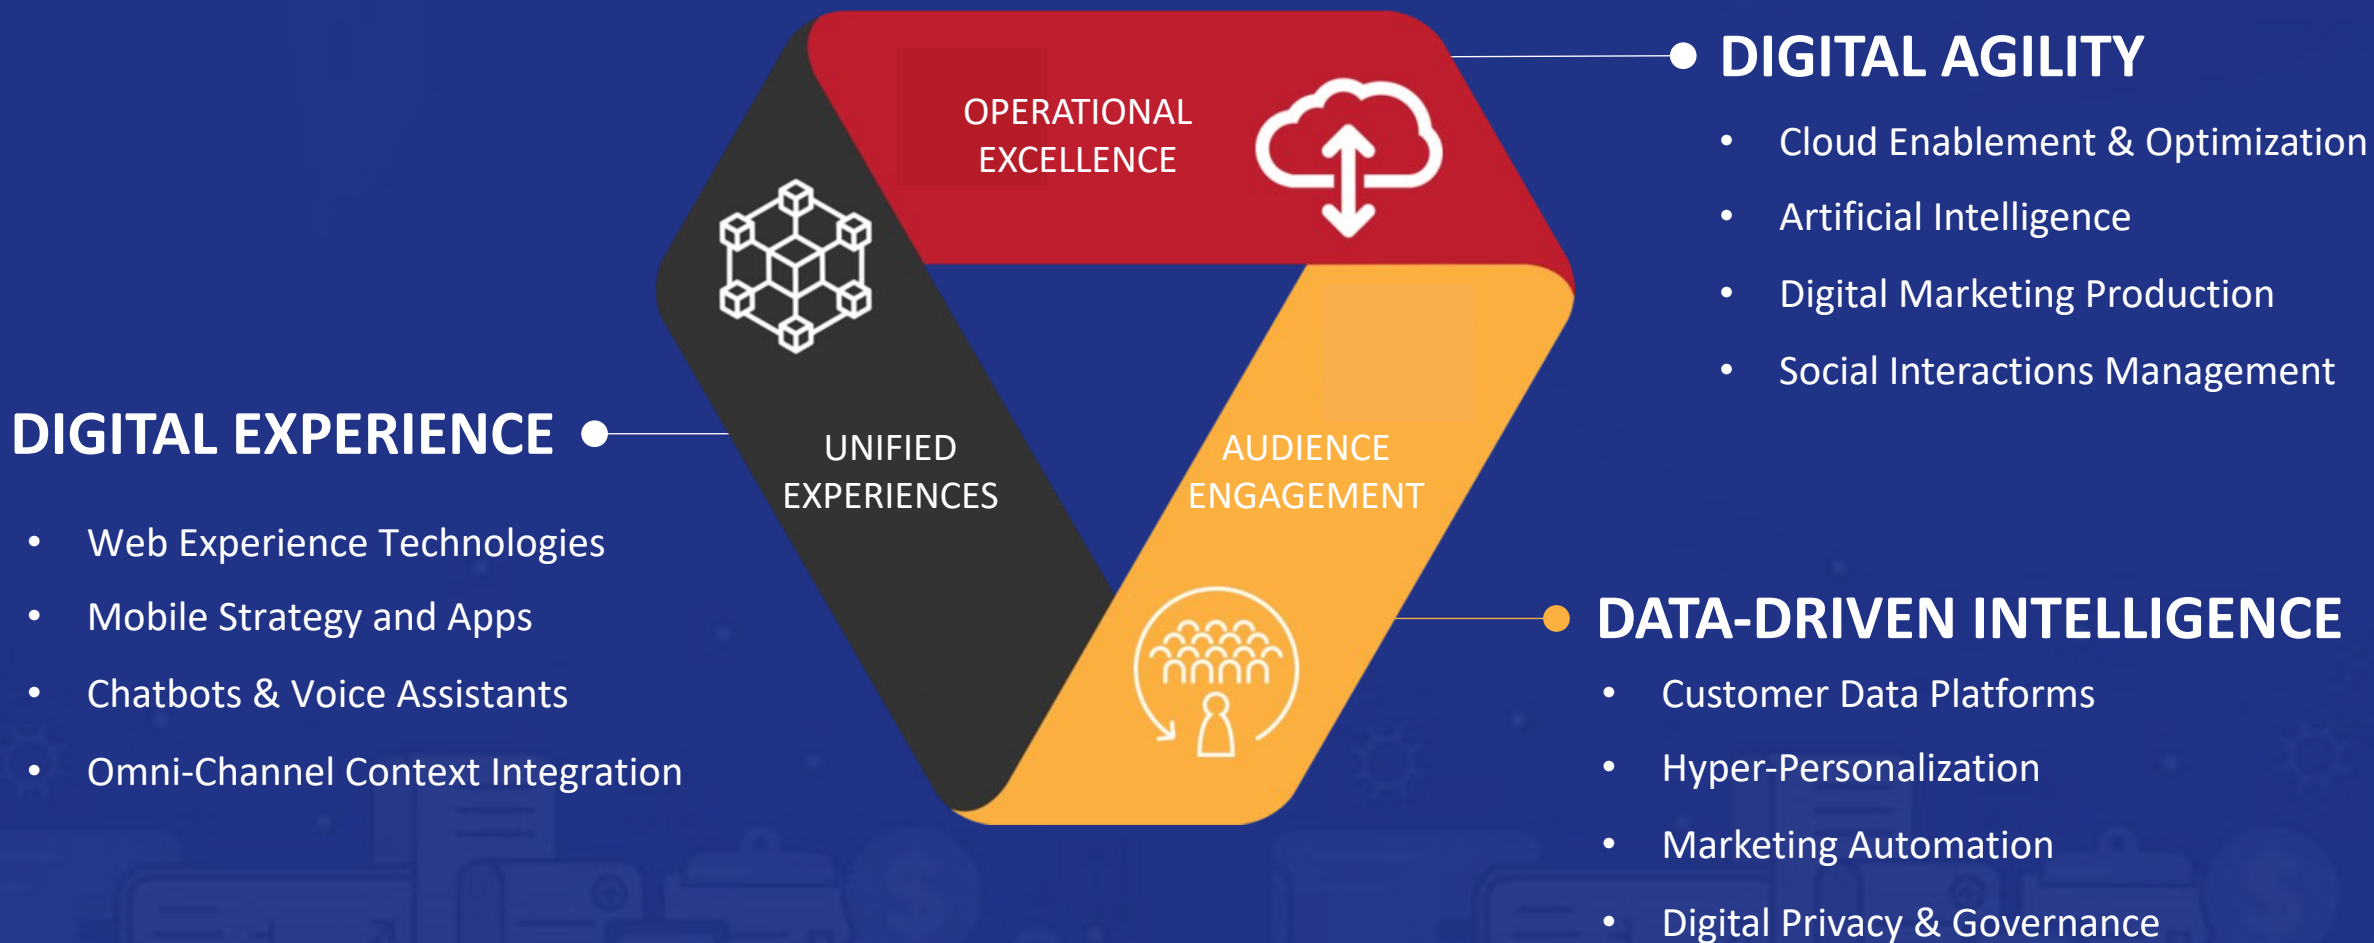 OPERATIONAL
EXCELLENCE
DIGITAL AGILITY
• Cloud Enablement & Optimization
• Artificial Intelligence
• Digital Marketing Production
• Social Interactions Management
DIGITAL EXPERIENCE
• Web Experience Technologies
• Mobile Strategy and Apps
• Chatbots & Voice Assistants
• Omni-Channel Context Integration
UNIFIED
EXPERIENCES
AUDIENCE
ENGAGEMENT
DATA-DRIVEN INTELLIGENCE
• Customer Data Platforms
• Hyper-Personalization
• Marketing Automation
• Digital Privacy & Governance